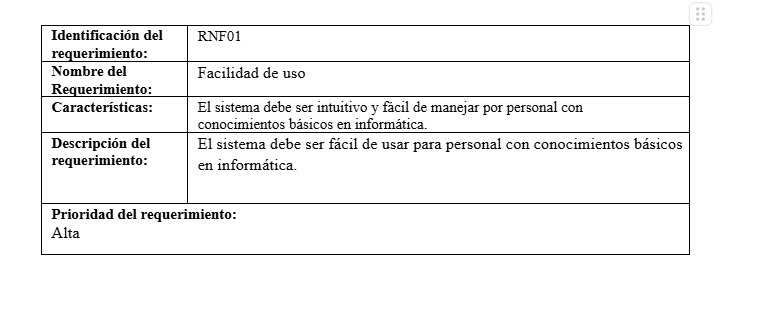 Identificación del requerimiento:
RNF01
Nombre del Requerimiento:
Facilidad de uso
Características:
El sistema debe ser intuitivo y fácil de manejar por personal con
conocimientos básicos en informática.
Descripción del requerimiento:
El sistema debe ser fácil de usar para personal con conocimientos básicos
en informática.
Prioridad del requerimiento:
Alta